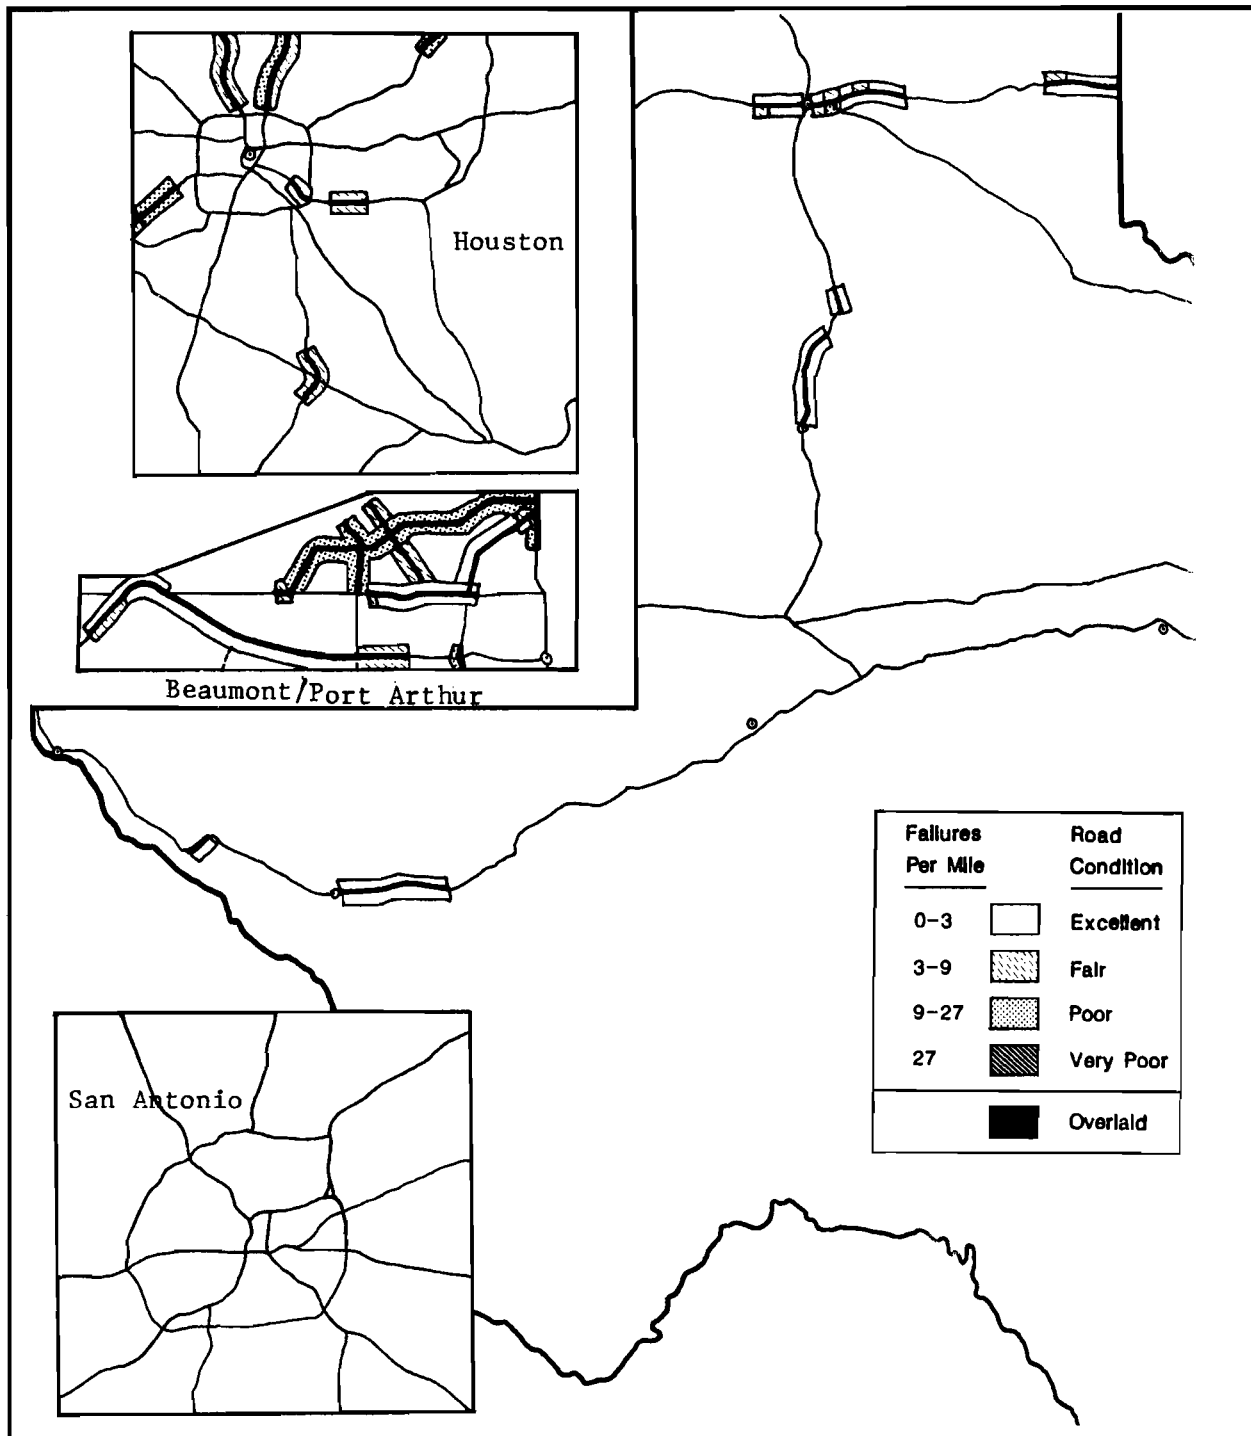 Houston
Beaumont/Port Arthur
San Antonio
Failures Road
Per Mile Condition
0-3 Excellent
3-9 Fair
9-27 Poor
27 Very Poor
Overlaid